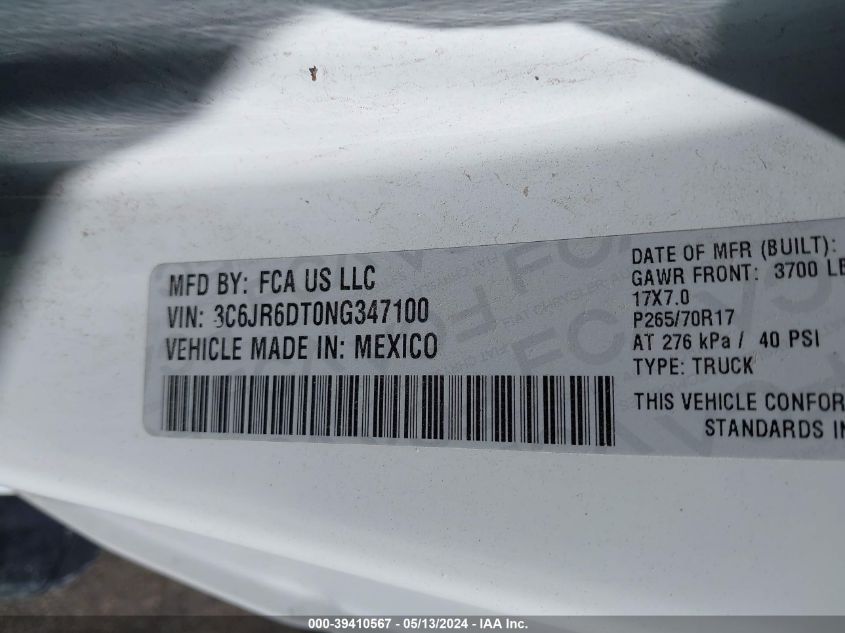 MFD BY: FCA US LLC
VIN: 3C6JR6DT0NG347100
VEHICLE MADE IN: MEXICO
DATE OF MFR (BUILT):
GAWR FRONT: 3700 LB
17X7.0
P265/70R17
AT 276 kPa / 40 PSI
TYPE: TRUCK
THIS VEHICLE CONFOR
STANDARDS IN
000-39410567 - 05/13/2024 - IAA Inc.